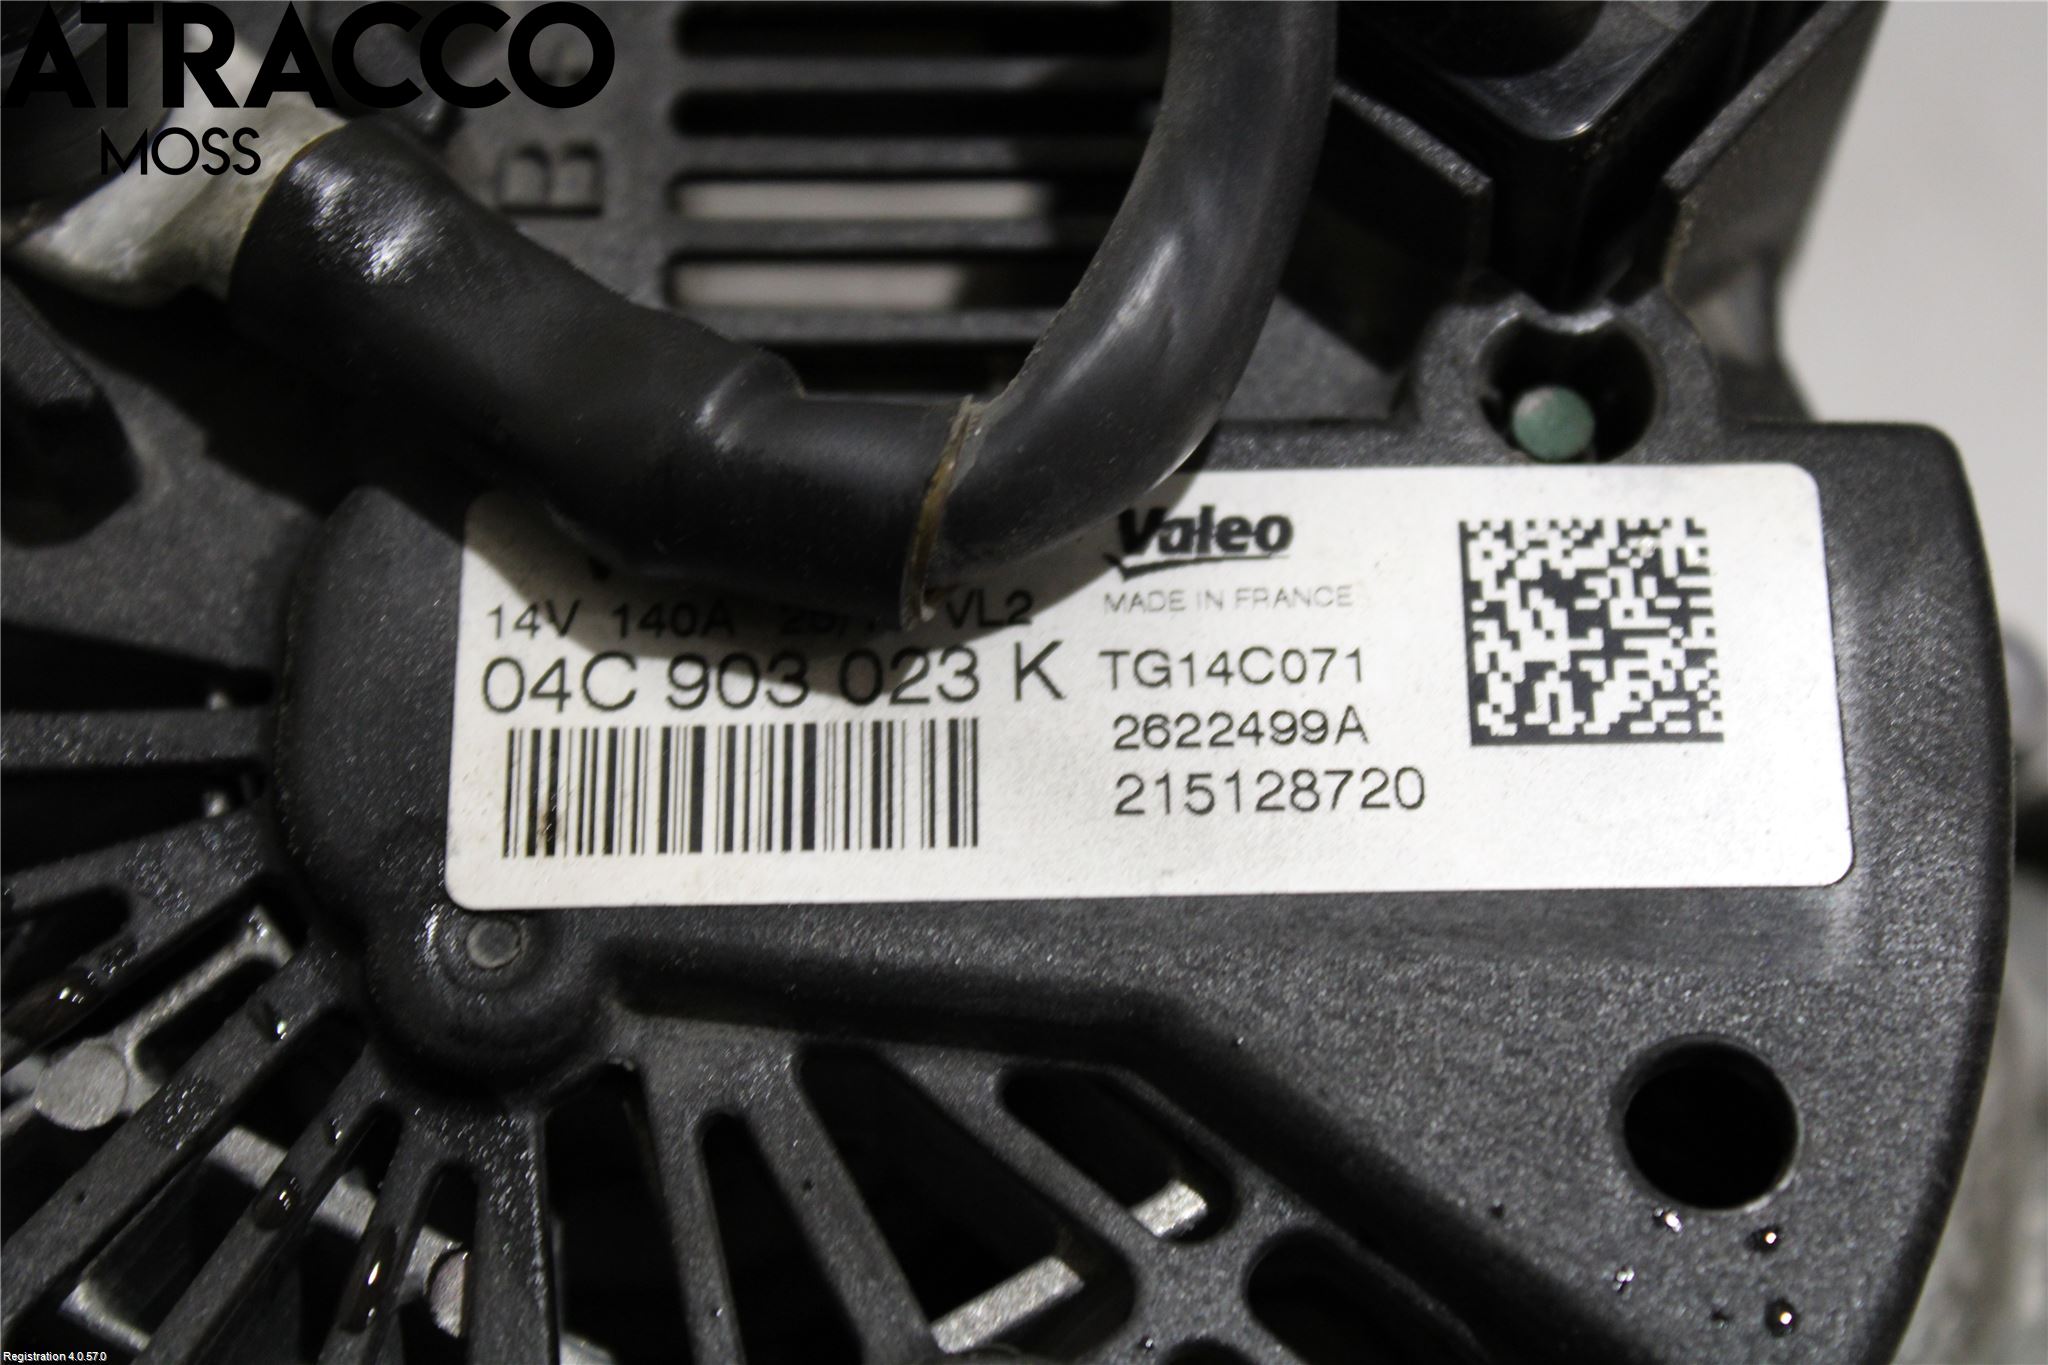 ATRACCO
MOSS
B+
Valeo
MADE IN FRANCE
14V 140A VL2
04C 903 023 K
TG14C071
2622499A
215128720
Registration 4.0.57.0